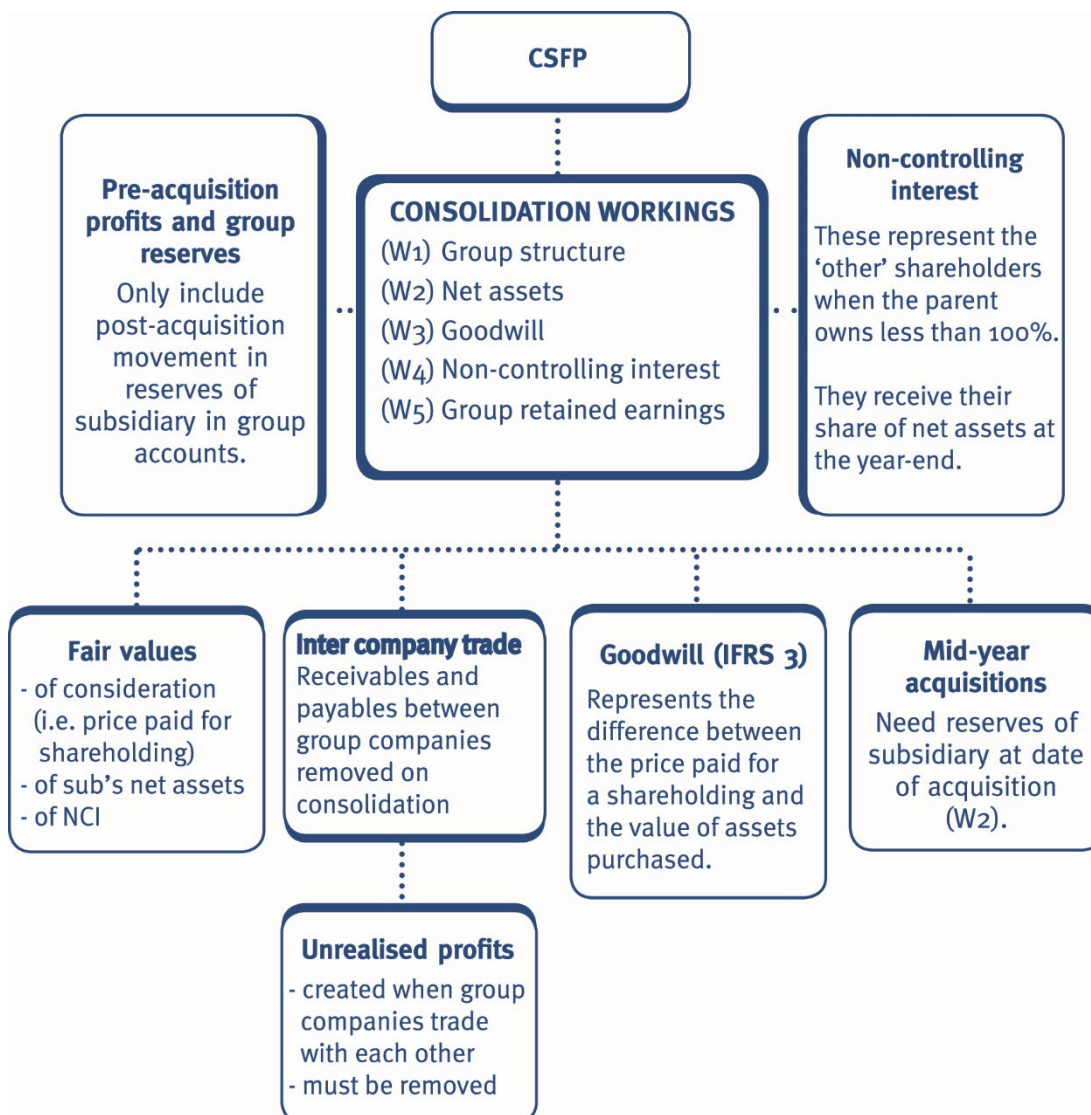 CSFP
Pre-acquisition
profits and group
reserves
Only include
post-acquisition
movement in
reserves of
subsidiary in group
accounts.
CONSOLIDATION WORKINGS
(W1) Group structure
(W2) Net assets
(W3) Goodwill
(W4) Non-controlling interest
(W5) Group retained earnings
Non-controlling
interest
These represent the
‘other’ shareholders
when the parent
owns less than 100%.
They receive their
share of net assets at
the year-end.
Fair values
- of consideration
(i.e. price paid for
shareholding)
- of sub’s net assets
- of NCI
Inter company trade
Receivables and
payables between
group companies
removed on
consolidation
Goodwill (IFRS 3)
Represents the
difference between
the price paid for
a shareholding and
the value of assets
purchased.
Mid-year
acquisitions
Need reserves of
subsidiary at date
of acquisition
(W2).
Unrealised profits
- created when group
companies trade
with each other
- must be removed